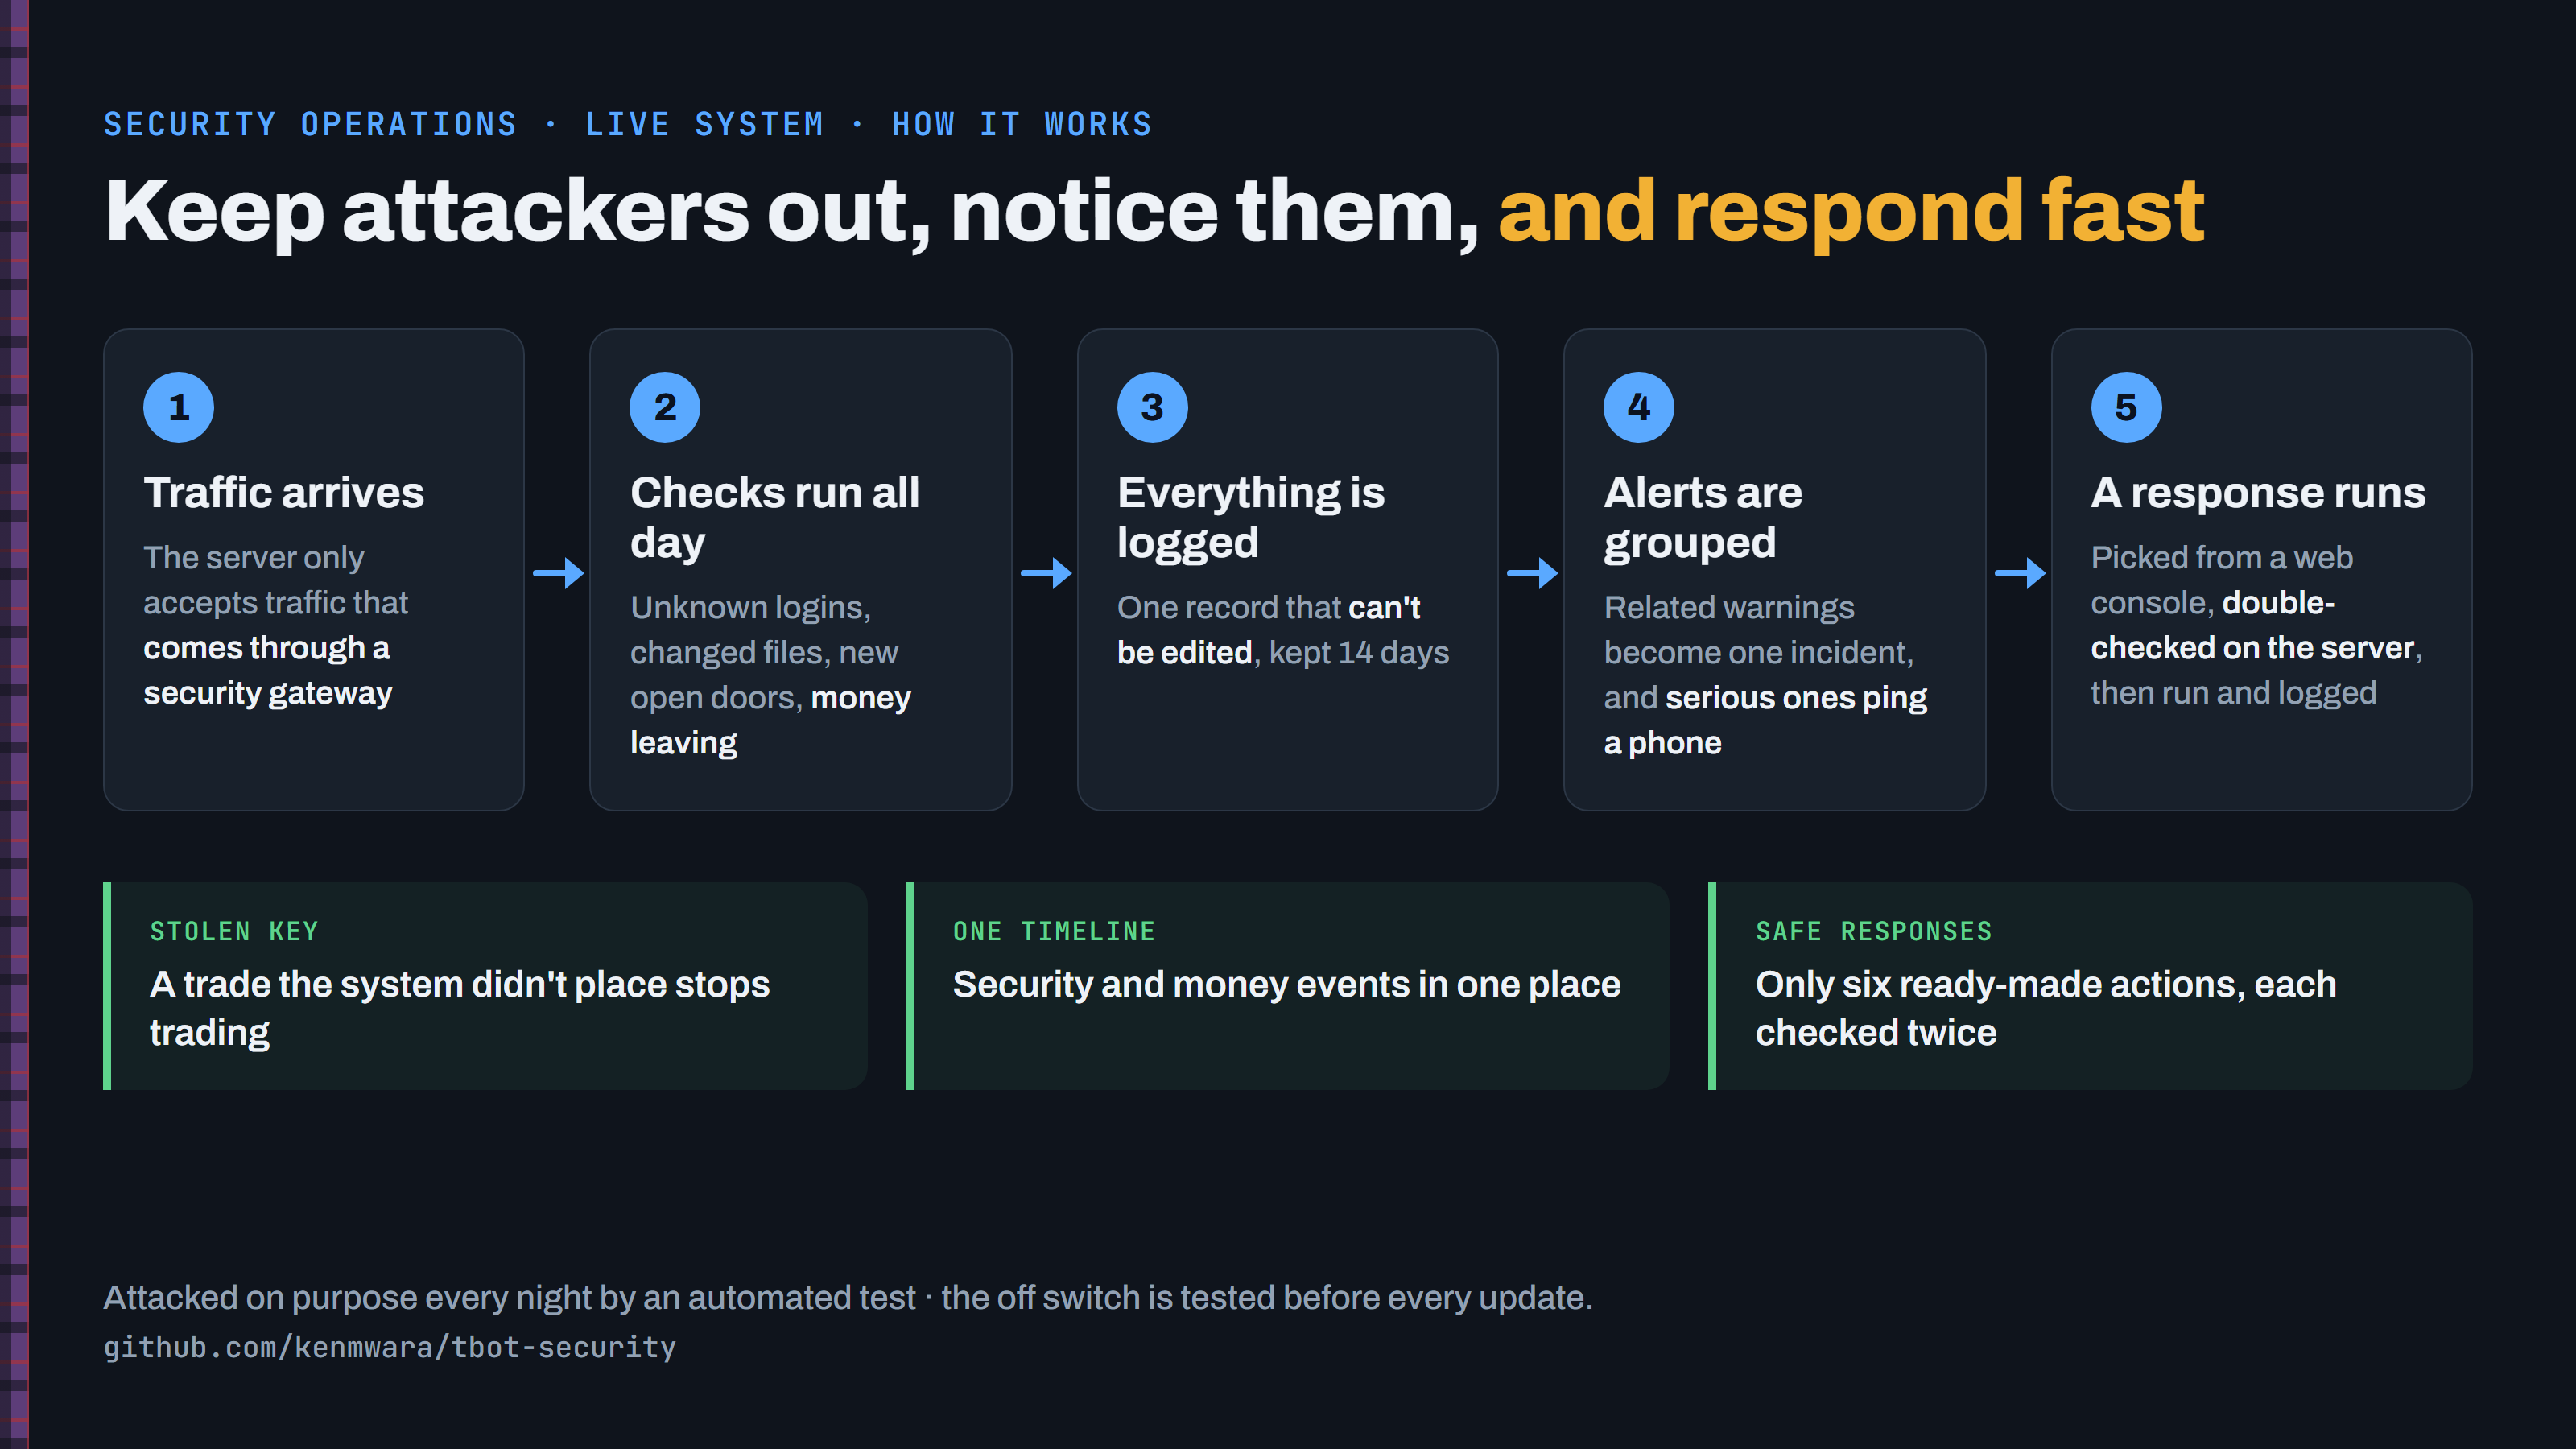 SECURITY OPERATIONS · LIVE SYSTEM · HOW IT WORKS
Keep attackers out, notice them, and respond fast
1
Traffic arrives
The server only
accepts traffic that
comes through a
security gateway
2
Checks run all
day
Unknown logins,
changed files, new
open doors, money
leaving
3
Everything is
logged
One record that can't
be edited, kept 14 days
4
Alerts are
grouped
Related warnings
become one incident,
and serious ones ping
a phone
5
A response runs
Picked from a web
console, double-
checked on the server,
then run and logged
STOLEN KEY
A trade the system didn't place stops
trading
ONE TIMELINE
Security and money events in one place
SAFE RESPONSES
Only six ready-made actions, each
checked twice
Attacked on purpose every night by an automated test · the off switch is tested before every update.
github.com/kenmwara/tbot-security